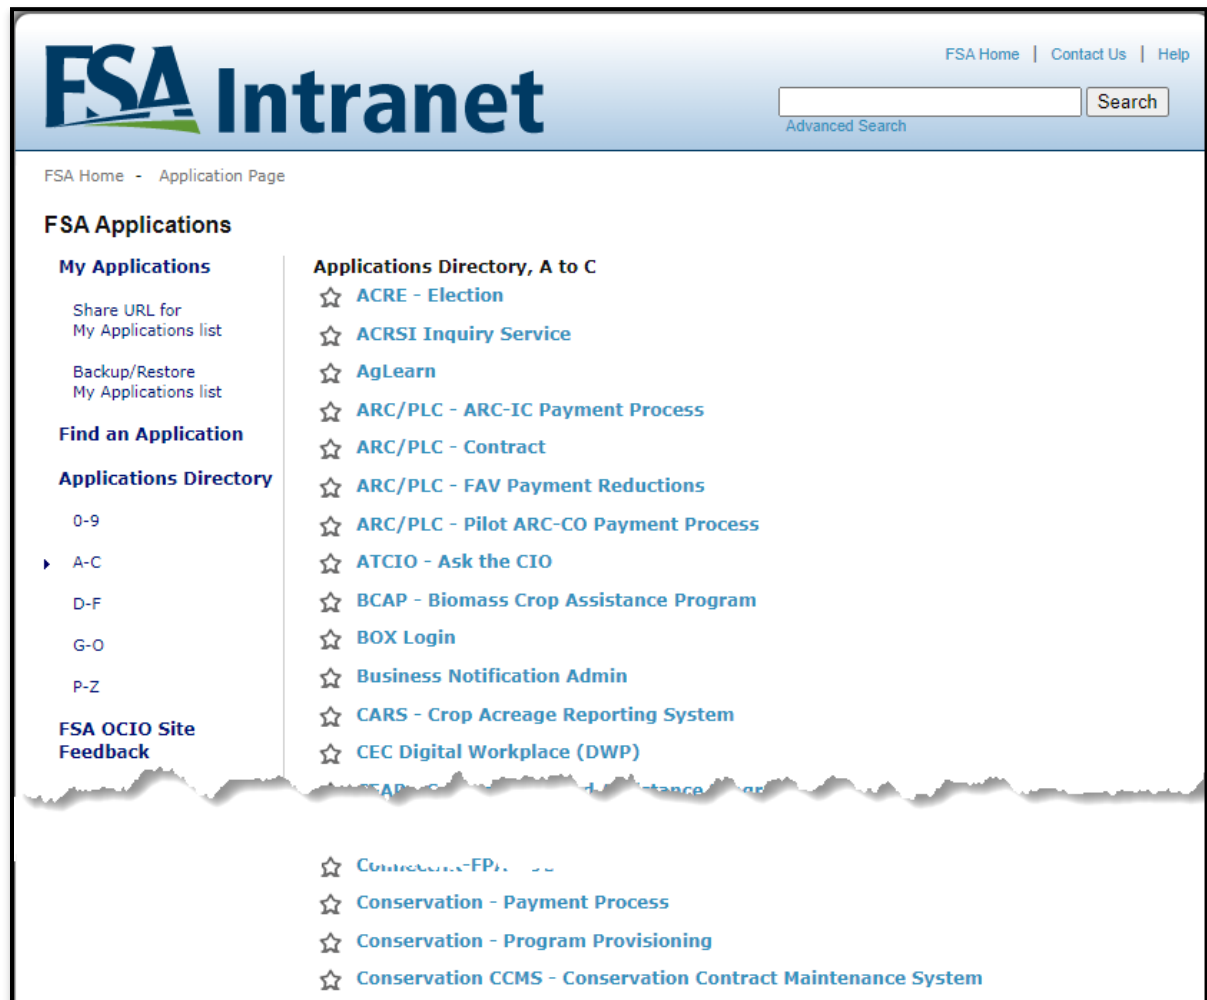 FSA Intranet
FSA Home | Contact Us | Help
Search
Advanced Search
FSA Home - Application Page
FSA Applications
My Applications
Share URL for
My Applications list
Backup/Restore
My Applications list
Find an Application
Applications Directory
0-9
A-C
D-F
G-O
P-Z
FSA OCIO Site
Feedback
Applications Directory, A to C
ACRE - Election
ACRSI Inquiry Service
AgLearn
ARC/PLC - ARC-IC Payment Process
ARC/PLC - Contract
ARC/PLC - FAV Payment Reductions
ARC/PLC - Pilot ARC-CO Payment Process
ATCIO - Ask the CIO
BCAP - Biomass Crop Assistance Program
BOX Login
Business Notification Admin
CARS - Crop Acreage Reporting System
CEC Digital Workplace (DWP)
Conservation - Payment Process
Conservation - Program Provisioning
Conservation CCMS - Conservation Contract Maintenance System